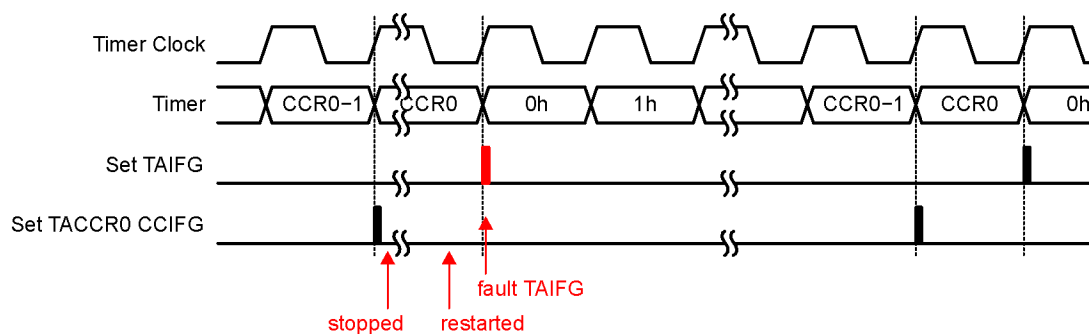 Timer Clock
Timer CCR0−1 CCR0 0h 1h CCR0−1 CCR0 0h
Set TAIFG
Set TACCR0 CCIFG
fault TAIFG
stopped restarted